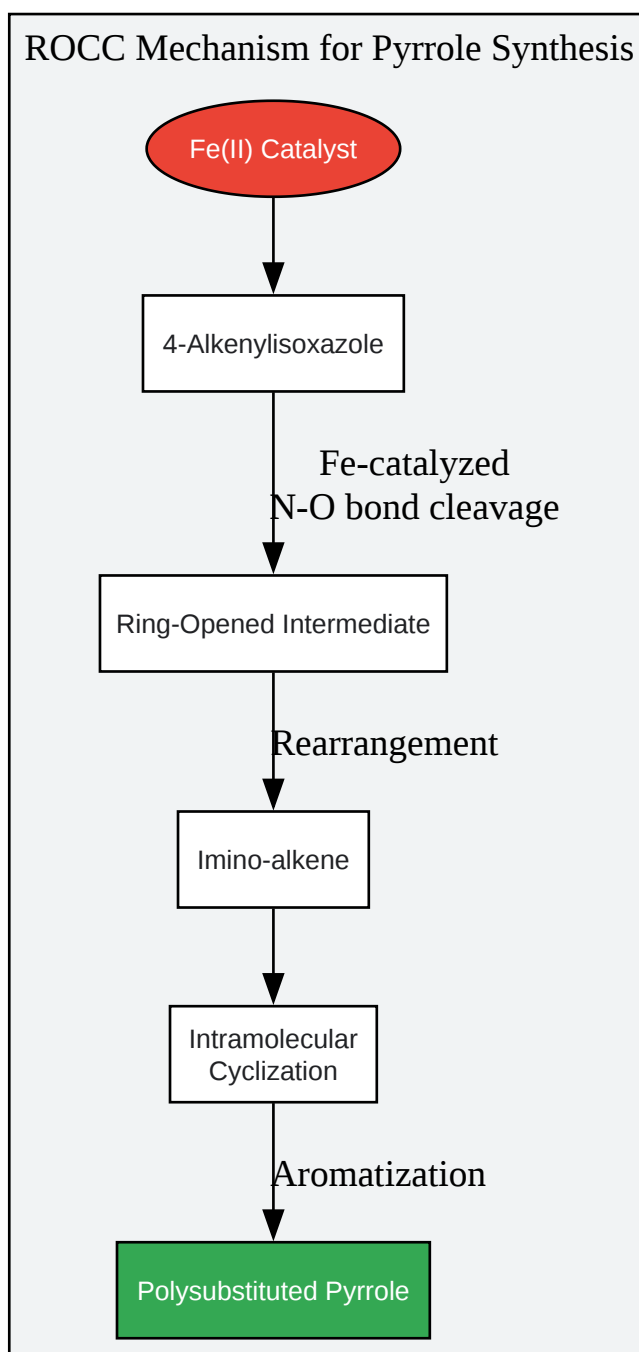 ROCC Mechanism for Pyrrole Synthesis
Fe(II) Catalyst
4-Alkenylisoxazole
Fe-catalyzed
N-O bond cleavage
Ring-Opened Intermediate
Rearrangement
Imino-alkene
Intramolecular
Cyclization
Aromatization
Polysubstituted Pyrrole